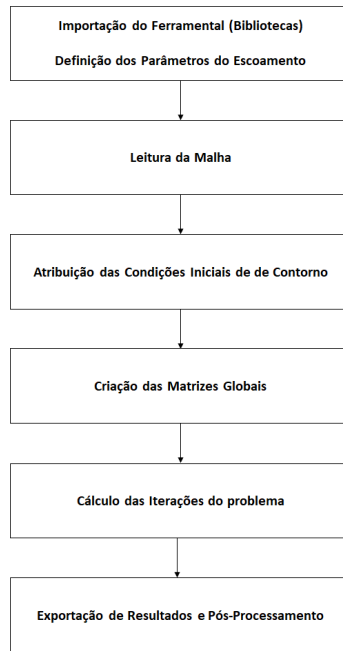 Importação do Ferramental (Bibliotecas)
Definição dos Parâmetros do Escoamento
Leitura da Malha
Atribuição das Condições Iniciais de de Contorno
Criação das Matrizes Globais
Cálculo das Iterações do problema
Exportação de Resultados e Pós-Processamento